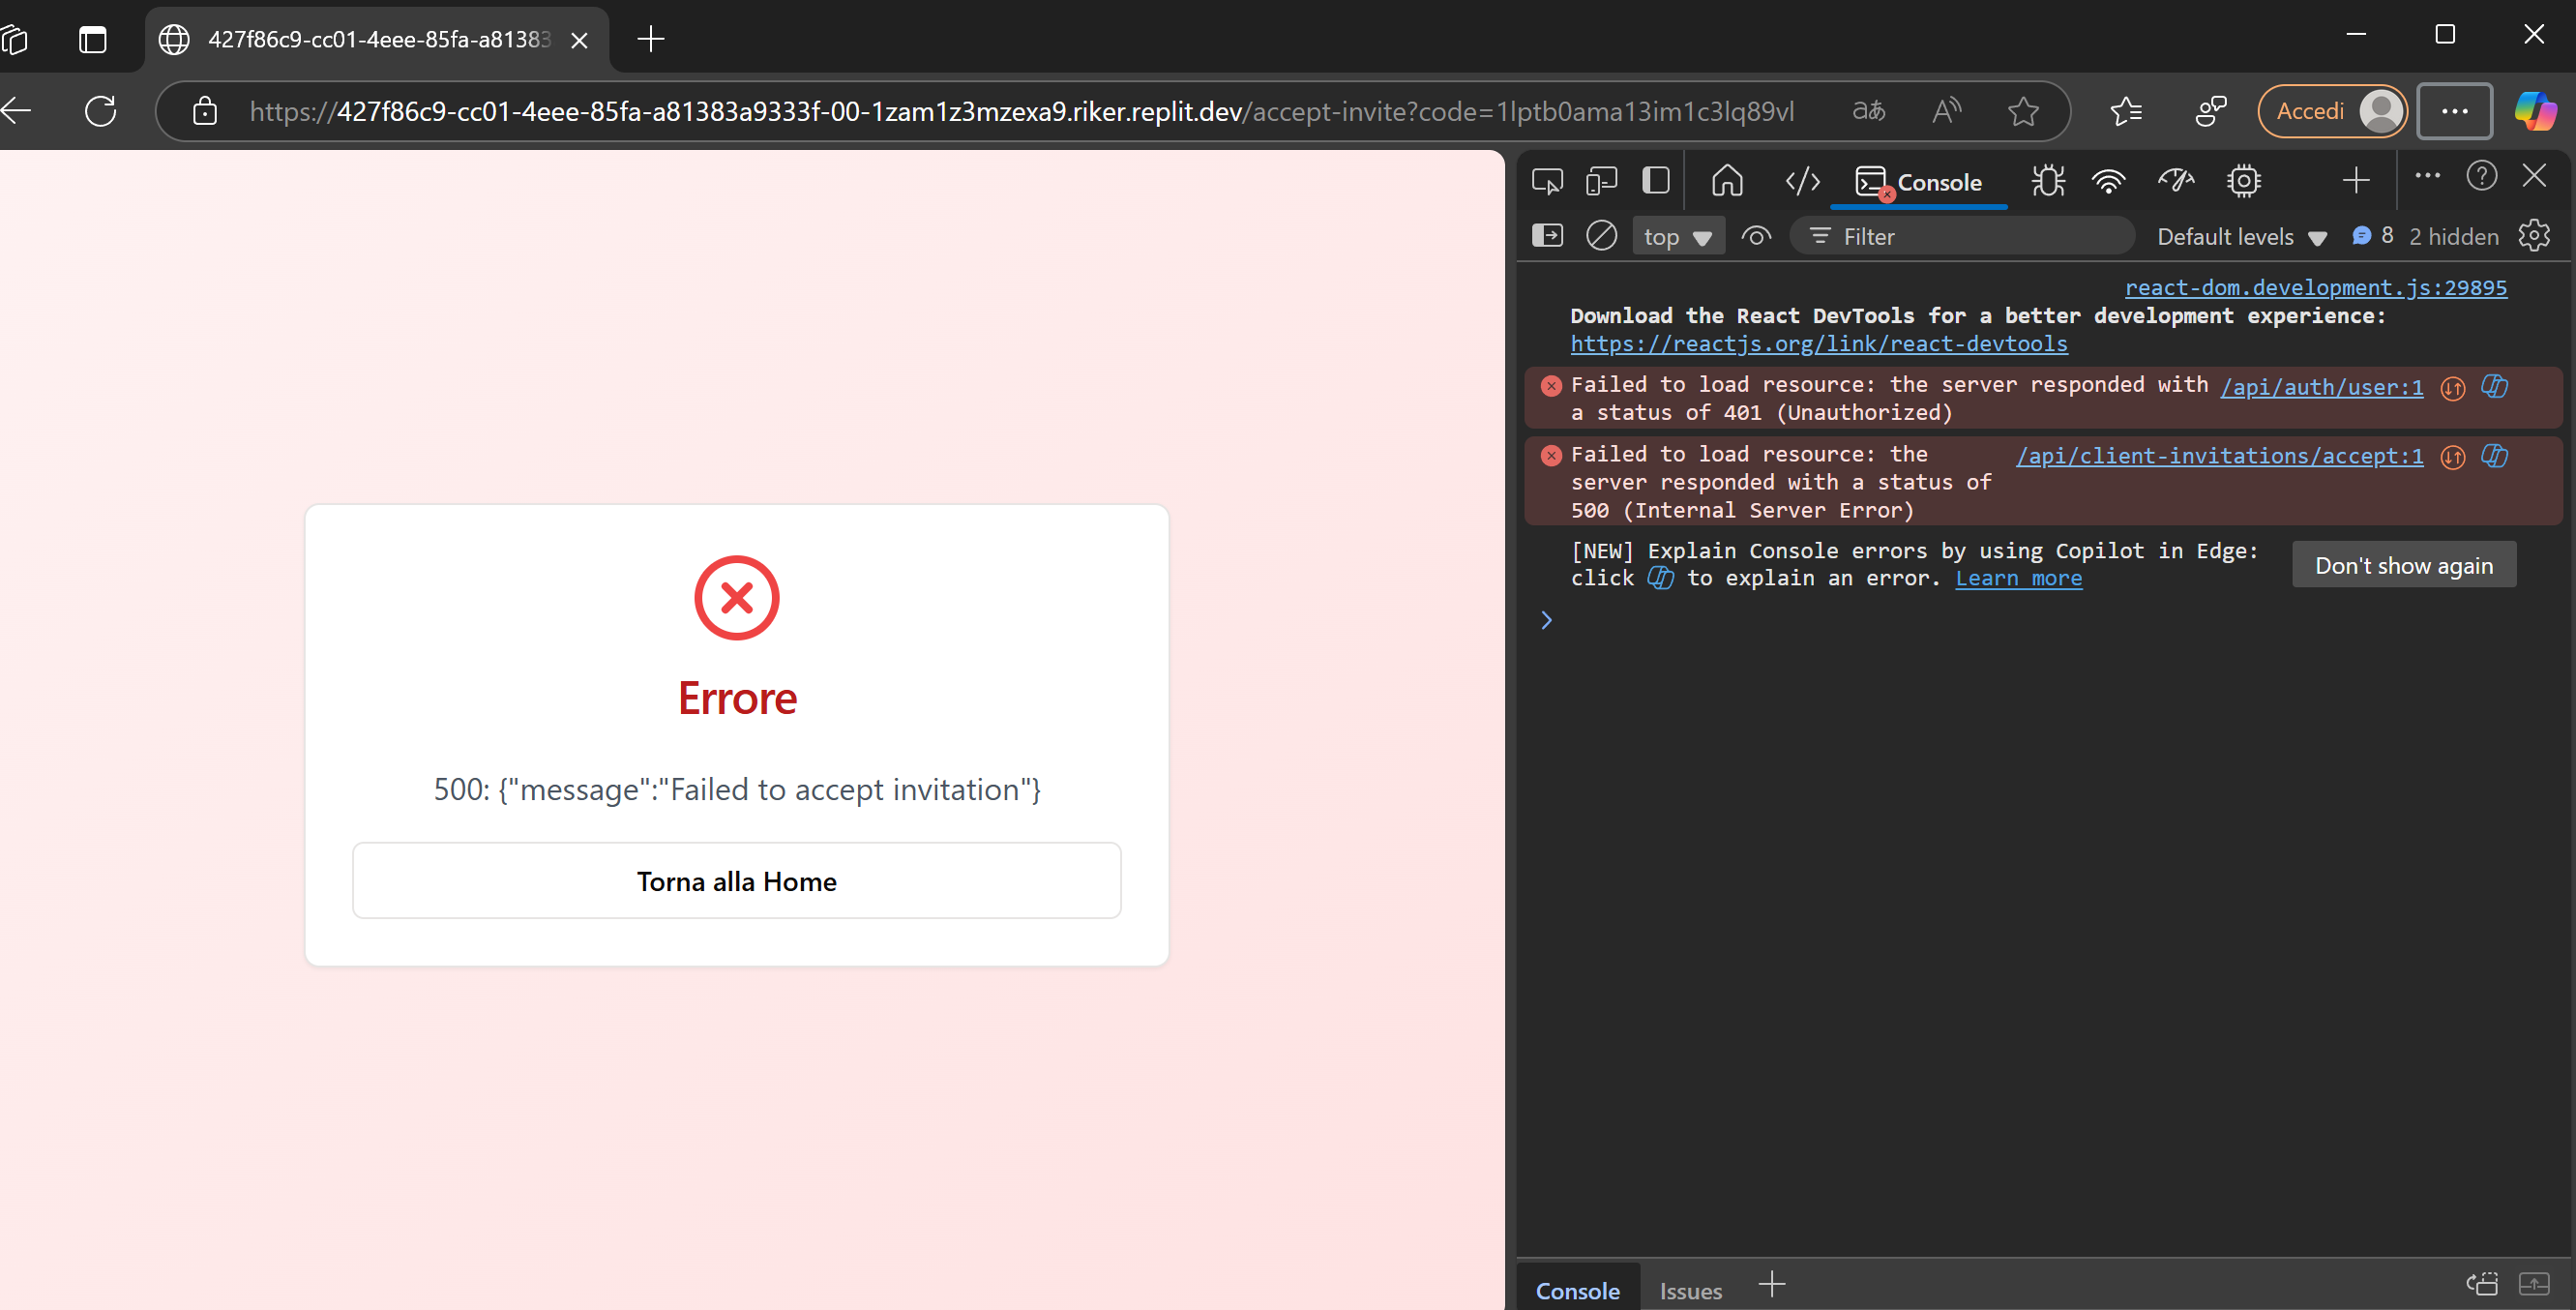 427f86c9-cc01-4eee-85fa-a81383
https://427f86c9-cc01-4eee-85fa-a81383a9333f-00-1zam1z3mzexa9.riker.replit.dev/accept-invite?code=1lptb0ama13im1c3lq89vl
aあ
A
Accedi
Console
top
Filter
Default levels
8
2 hidden
react-dom.development.js:29895
Download the React DevTools for a better development experience:
https://reactjs.org/link/react-devtools
Failed to load resource: the server responded with /api/auth/user:1
a status of 401 (Unauthorized)
Failed to load resource: the /api/client-invitations/accept:1
server responded with a status of
500 (Internal Server Error)
[NEW] Explain Console errors by using Copilot in Edge:
click to explain an error. Learn more
Don't show again
Errore
500: {"message":"Failed to accept invitation"}
Torna alla Home
Console
Issues